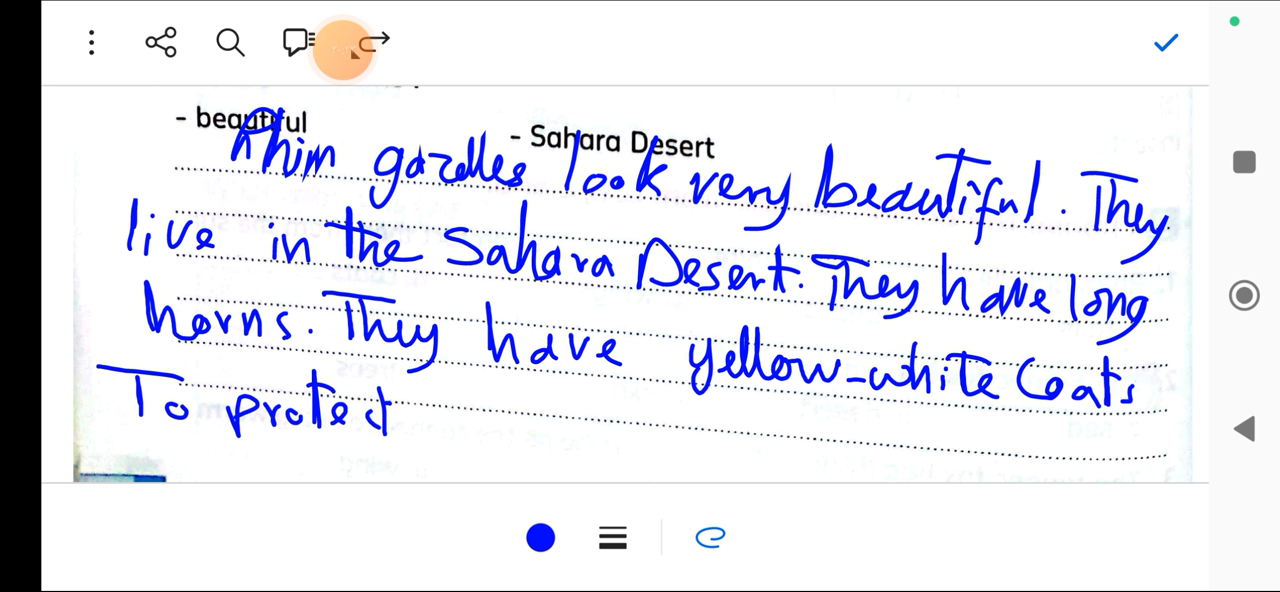 - beautiful
- Sahara Desert
Rhim gazelles look very beautiful. They
live in the Sahara Desert. They have long
horns. They have yellow-white coats
To protect